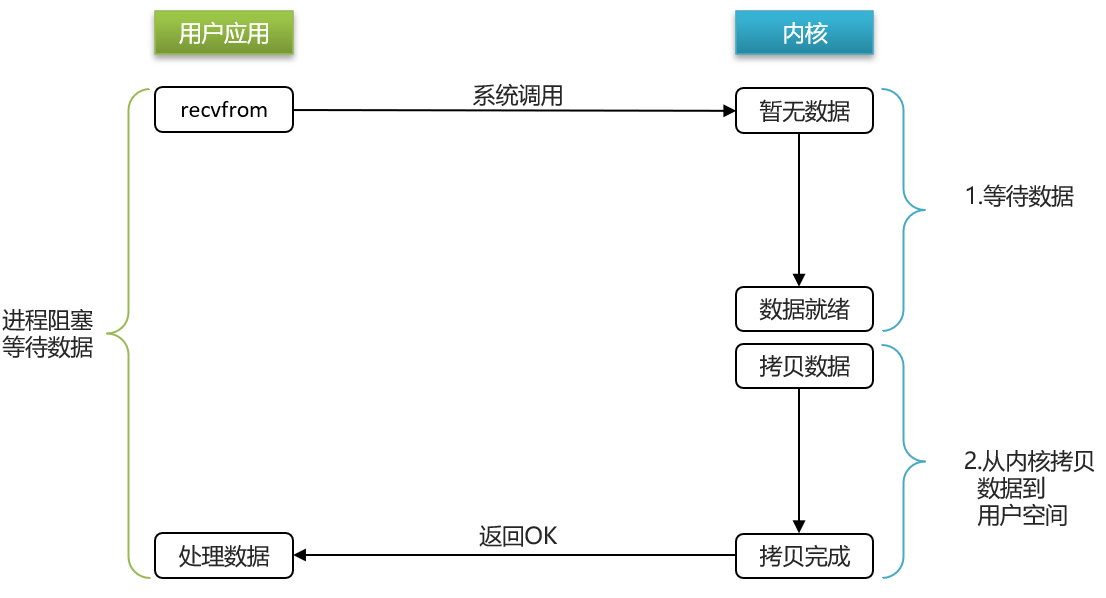 用户应用
内核
recvfrom
系统调用
暂无数据
1.等待数据
数据就绪
进程阻塞
等待数据
拷贝数据
2.从内核拷贝
数据到
用户空间
返回OK
处理数据
拷贝完成